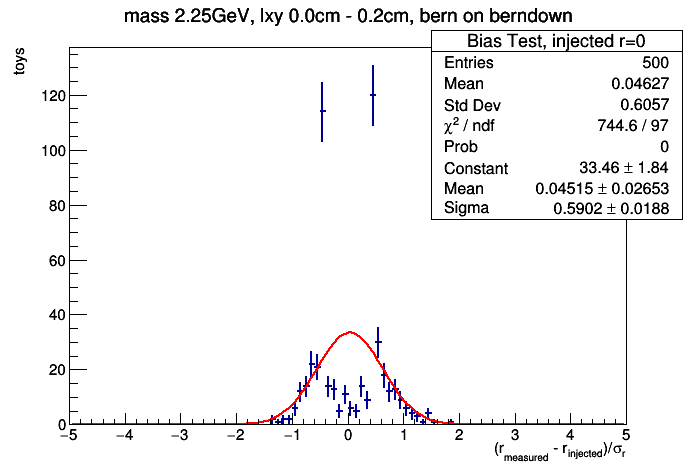 mass 2.25GeV, lxy 0.0cm - 0.2cm, bern on berndown
toys
Bias Test, injected r=0
Entries 500
Mean 0.04627
Std Dev 0.6057
χ² / ndf 744.6 / 97
Prob 0
Constant 33.46 ± 1.84
Mean 0.04515 ± 0.02653
Sigma 0.5902 ± 0.0188
120
100
80
60
40
20
0
−5 −4 −3 −2 −1 0 1 2 3 4 5
(r_measured - r_injected)/σ_r